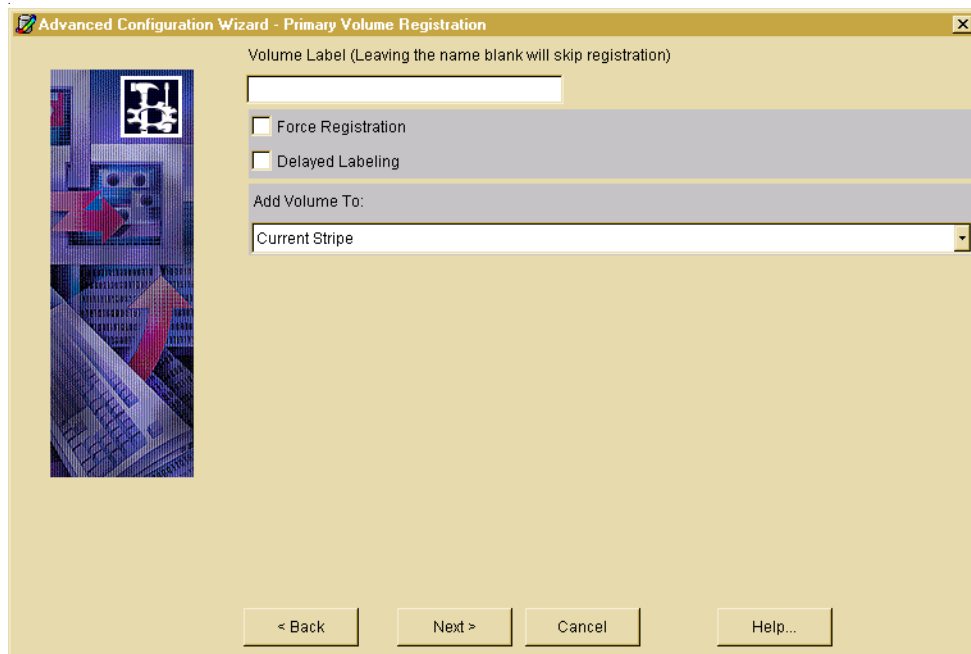 Advanced Configuration Wizard - Primary Volume Registration
Volume Label (Leaving the name blank will skip registration)
Force Registration
Delayed Labeling
Add Volume To:
Current Stripe
< Back
Next >
Cancel
Help...